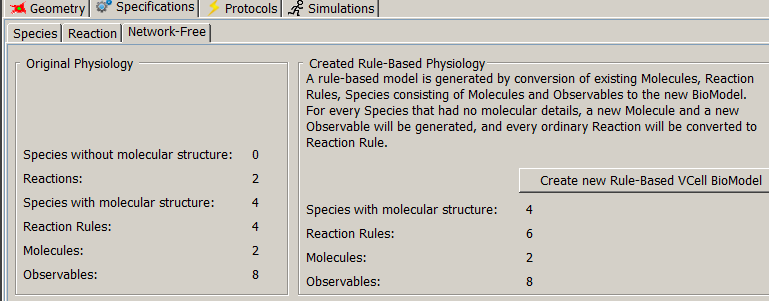 Geometry Specifications Protocols Simulations
Species Reaction Network-Free
Original Physiology
Species without molecular structure: 0
Reactions: 2
Species with molecular structure: 4
Reaction Rules: 4
Molecules: 2
Observables: 8
Created Rule-Based Physiology
A rule-based model is generated by conversion of existing Molecules, Reaction
Rules, Species consisting of Molecules and Observables to the new BioModel.
For every Species that had no molecular details, a new Molecule and a new
Observable will be generated, and every ordinary Reaction will be converted to
Reaction Rule.
Create new Rule-Based VCell BioModel
Species with molecular structure: 4
Reaction Rules: 6
Molecules: 2
Observables: 8